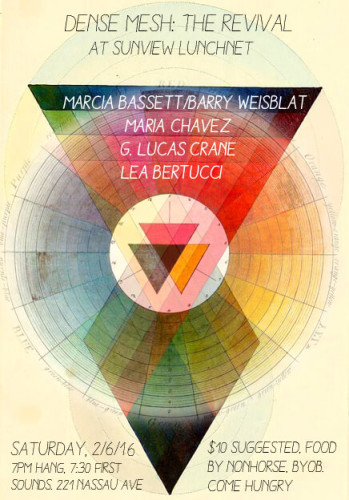 DENSE MESH: THE REVIVAL
AT SUNVIEW LUNCHNET
MARCIA BASSETT/BARRY WEISBLAT
MARIA CHAVEZ
G. LUCAS CRANE
LEA BERTUCCI
SATURDAY, 2/6/16
7PM HANG, 7:30 FIRST
SOUNDS. 221 NASSAU AVE
$10 SUGGESTED, FOOD
BY NONHORSE, BYOB.
COME HUNGRY